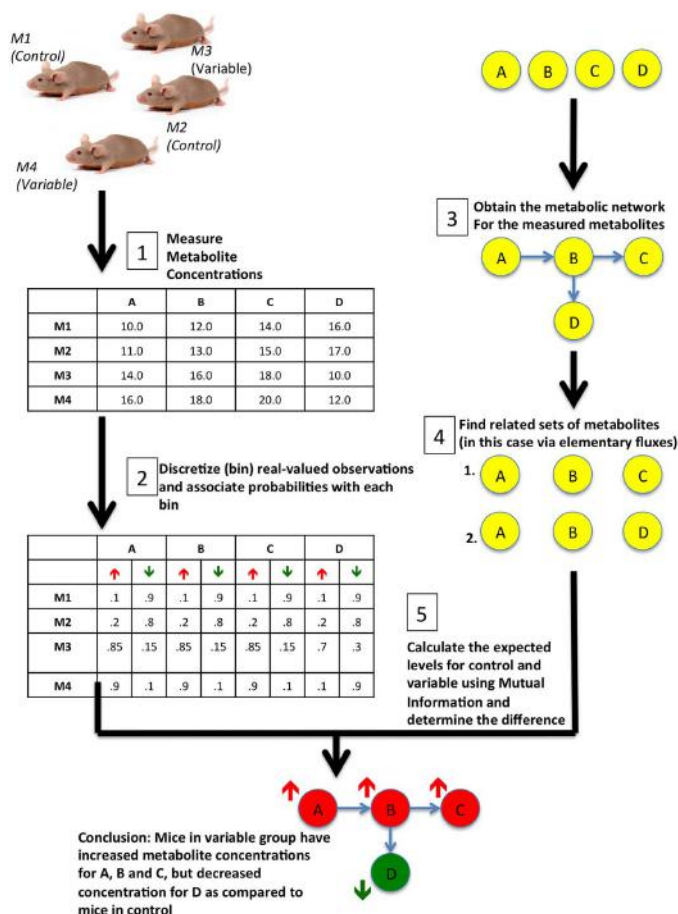 M1
(Control)
M3
(Variable)
M2
(Control)
M4
(Variable)
1
Measure
Metabolite
Concentrations
A B C D
M1 10.0 12.0 14.0 16.0
M2 11.0 13.0 15.0 17.0
M3 14.0 16.0 18.0 10.0
M4 16.0 18.0 20.0 12.0
2
Discretize (bin) real-valued observations
and associate probabilities with each
bin
A B C D
↑ ↓ ↑ ↓ ↑ ↓ ↑ ↓
M1 .1 .9 .1 .9 .1 .9 .1 .9
M2 .2 .8 .2 .8 .2 .8 .2 .8
M3 .85 .15 .85 .15 .85 .15 .7 .3
M4 .9 .1 .9 .1 .9 .1 .1 .9
A B C D
3
Obtain the metabolic network
For the measured metabolites
A B C
D
4
Find related sets of metabolites
(in this case via elementary fluxes)
1. A B C
2. A B D
5
Calculate the expected
levels for control and
variable using Mutual
Information and
determine the difference
A B C
D
Conclusion: Mice in variable group have
increased metabolite concentrations
for A, B and C, but decreased
concentration for D as compared to
mice in control